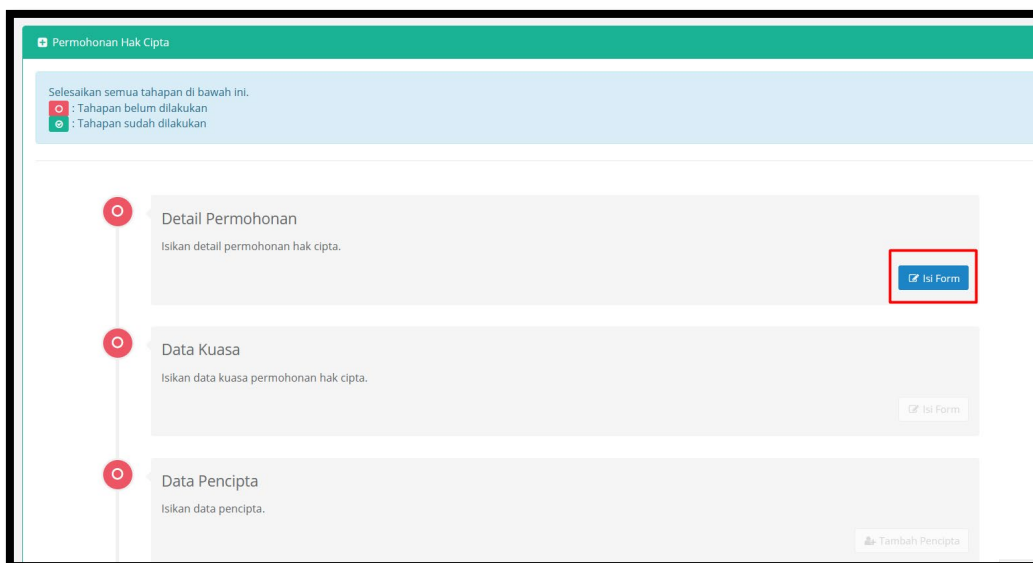 Permohonan Hak Cipta
Selesaikan semua tahapan di bawah ini.
: Tahapan belum dilakukan
: Tahapan sudah dilakukan
Detail Permohonan
Isikan detail permohonan hak cipta.
Isi Form
Data Kuasa
Isikan data kuasa permohonan hak cipta.
Isi Form
Data Pencipta
Isikan data pencipta.
Tambah Pencipta